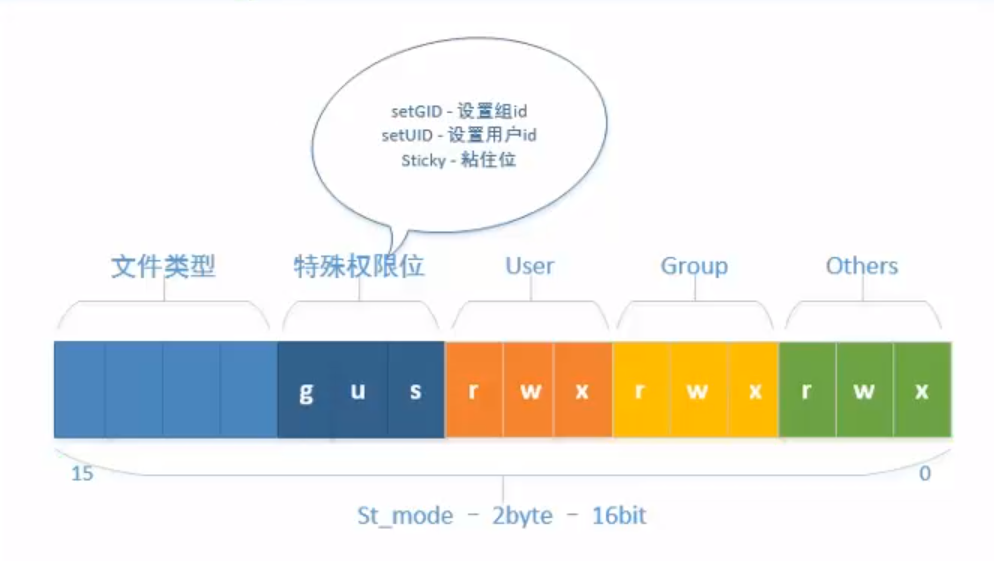 setGID - 设置组id
setUID - 设置用户id
Sticky - 粘住位
文件类型 特殊权限位 User Group Others
g u s r w x r w x r w x
15 0
St_mode - 2byte - 16bit